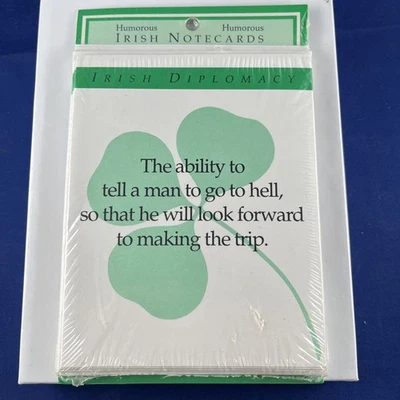 Humorous Humorous
IRISH NOTECARDS
IRISH DIPLOMACY
The ability to
tell a man to go to hell,
so that he will look forward
to making the trip.